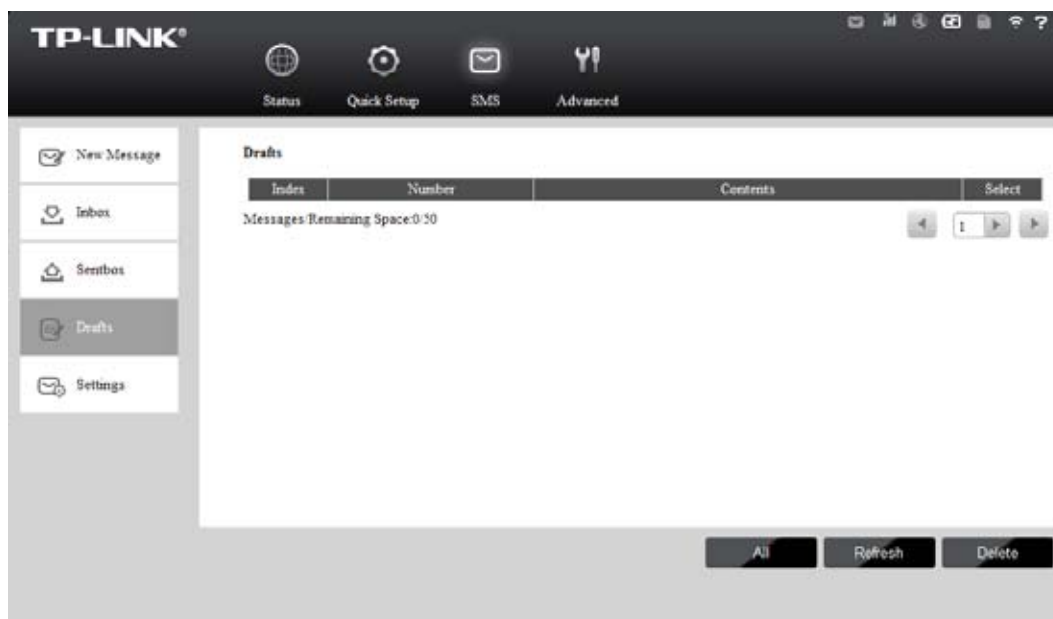 TP-LINK®
Status Quick Setup SMS Advanced
New Message
Inbox
Sentbox
Drafts
Settings
Drafts
Index Number Contents Select
Messages/Remaining Space:0/50
1
All Refresh Delete